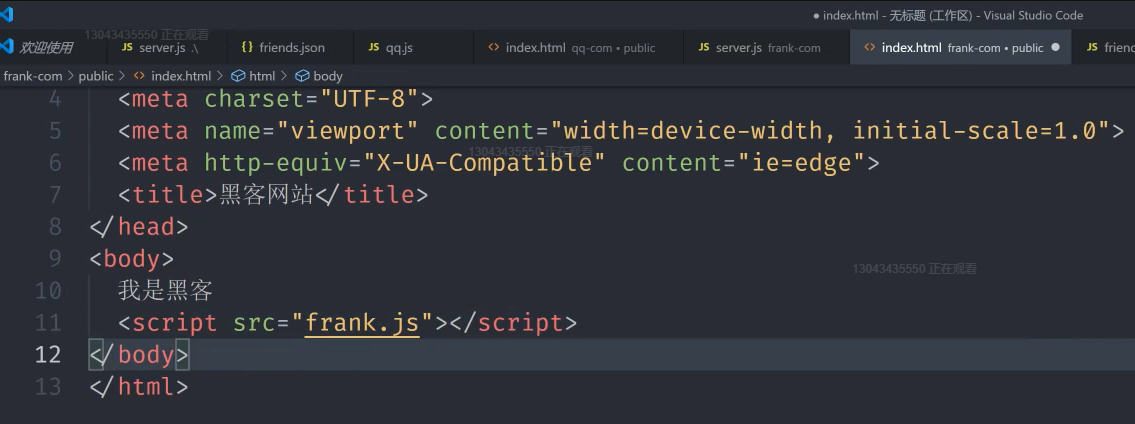 ● index.html - 无标题 (工作区) - Visual Studio Code
13043435550 正在观看
欢迎使用 JS server.js .\ {} friends.json JS qq.js <> index.html qq-com • public JS server.js frank-com <> index.html frank-com • public ● JS friend
frank-com > public > <> index.html > html > body
4 <meta charset="UTF-8">
5 <meta name="viewport" content="width=device-width, initial-scale=1.0">
13043435550 正在观看
6 <meta http-equiv="X-UA-Compatible" content="ie=edge">
7 <title>黑客网站</title>
8 </head>
9 <body>
13043435550 正在观看
10 我是黑客
11 <script src="frank.js"></script>
12 </body>
13 </html>